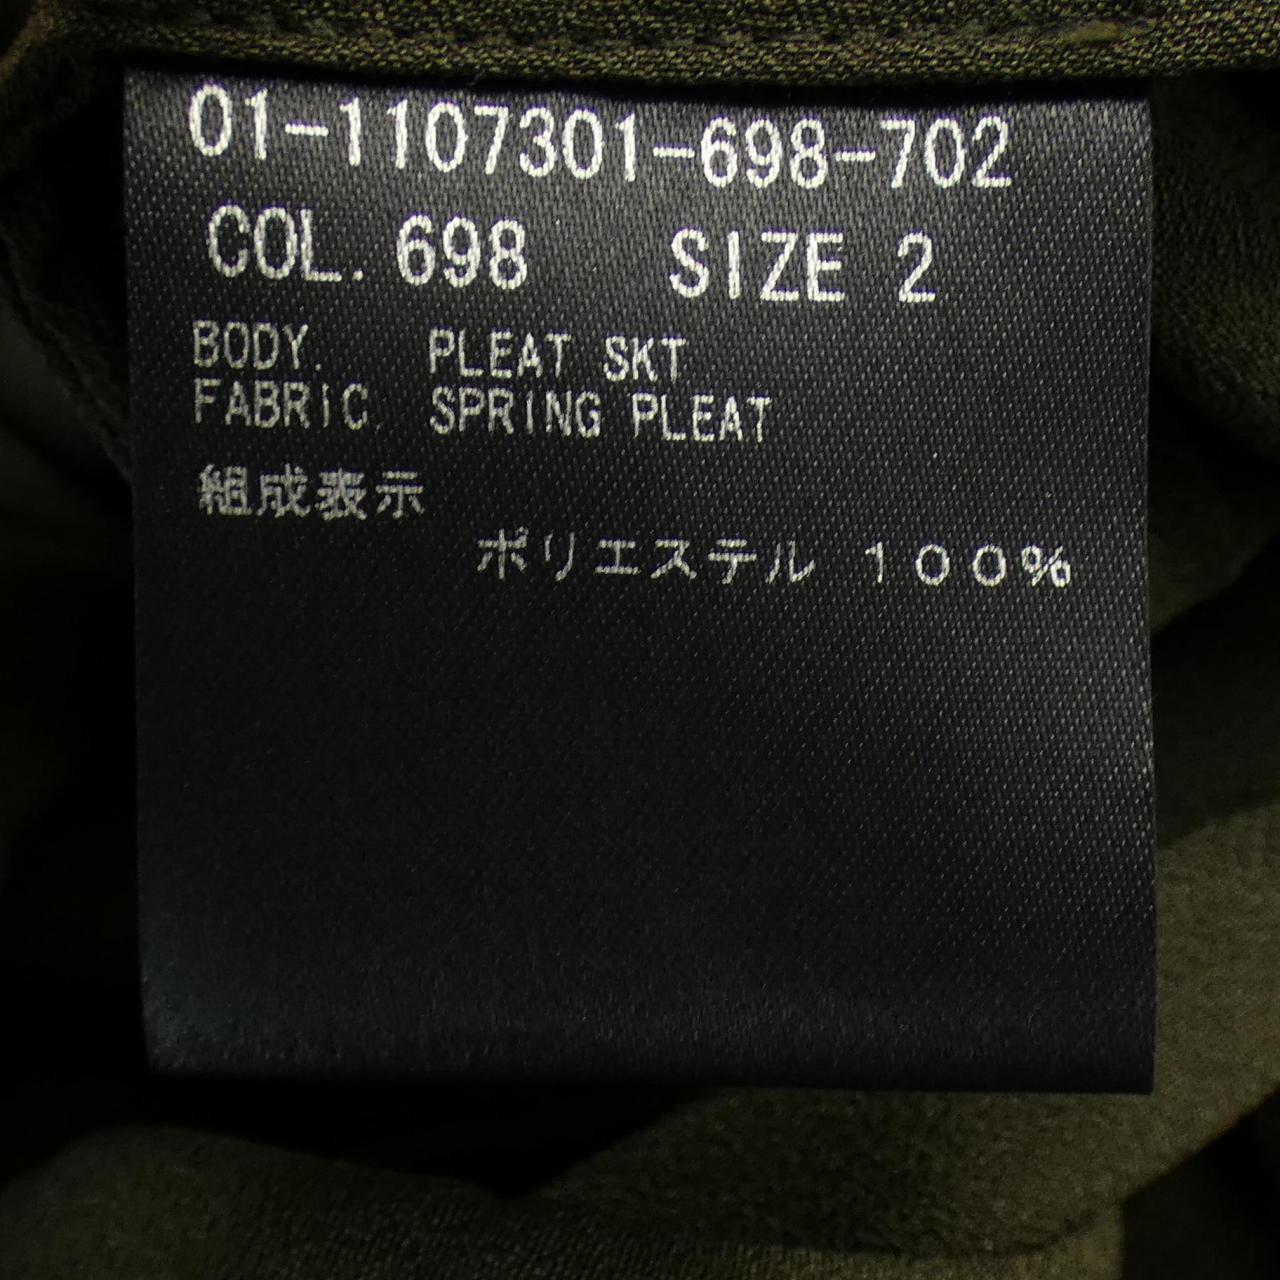 01-1107301-698-702
COL. 698 SIZE 2
BODY. PLEAT SKT
FABRIC. SPRING PLEAT
組成表示
ポリエステル １００%